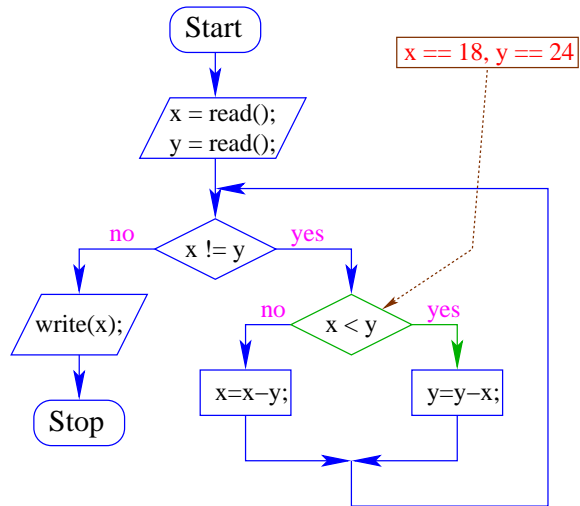 Start
x == 18, y == 24
x = read();
y = read();
no
yes
x != y
no
yes
write(x);
x < y
x=x−y;
y=y−x;
Stop